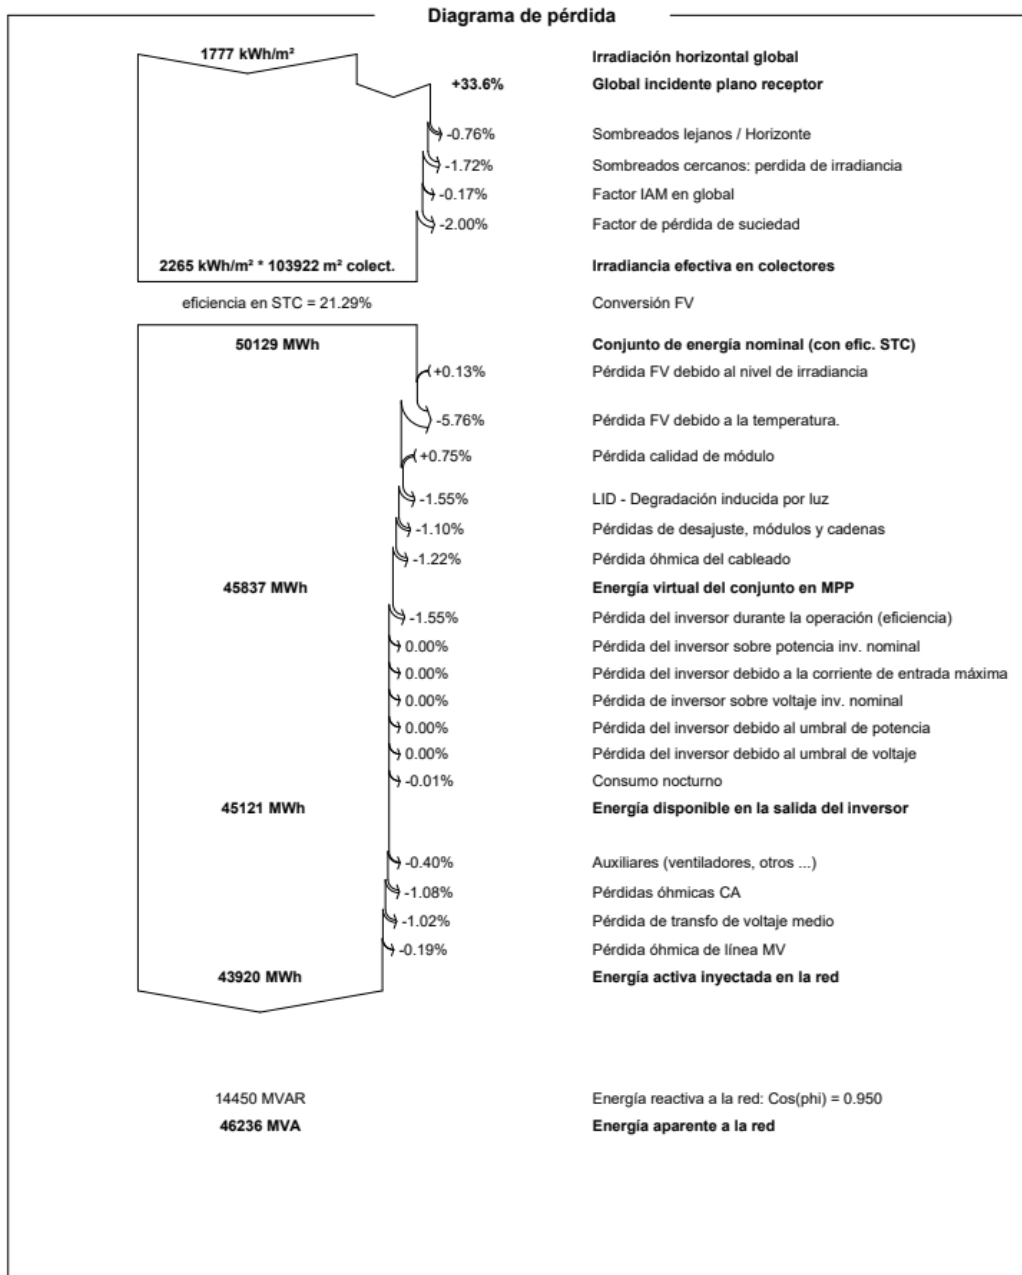 Diagrama de pérdida
1777 kWh/m² Irradiación horizontal global
+33.6% Global incidente plano receptor
-0.76% Sombreados lejanos / Horizonte
-1.72% Sombreados cercanos: perdida de irradiancia
-0.17% Factor IAM en global
-2.00% Factor de pérdida de suciedad
2265 kWh/m² * 103922 m² colect. Irradiancia efectiva en colectores
eficiencia en STC = 21.29% Conversión FV
50129 MWh Conjunto de energía nominal (con efic. STC)
+0.13% Pérdida FV debido al nivel de irradiancia
-5.76% Pérdida FV debido a la temperatura.
+0.75% Pérdida calidad de módulo
-1.55% LID - Degradación inducida por luz
-1.10% Pérdidas de desajuste, módulos y cadenas
-1.22% Pérdida óhmica del cableado
45837 MWh Energía virtual del conjunto en MPP
-1.55% Pérdida del inversor durante la operación (eficiencia)
0.00% Pérdida del inversor sobre potencia inv. nominal
0.00% Pérdida del inversor debido a la corriente de entrada máxima
0.00% Pérdida de inversor sobre voltaje inv. nominal
0.00% Pérdida del inversor debido al umbral de potencia
0.00% Pérdida del inversor debido al umbral de voltaje
-0.01% Consumo nocturno
45121 MWh Energía disponible en la salida del inversor
-0.40% Auxiliares (ventiladores, otros ...)
-1.08% Pérdidas óhmicas CA
-1.02% Pérdida de transfo de voltaje medio
-0.19% Pérdida óhmica de línea MV
43920 MWh Energía activa inyectada en la red
14450 MVAR Energía reactiva a la red: Cos(phi) = 0.950
46236 MVA Energía aparente a la red